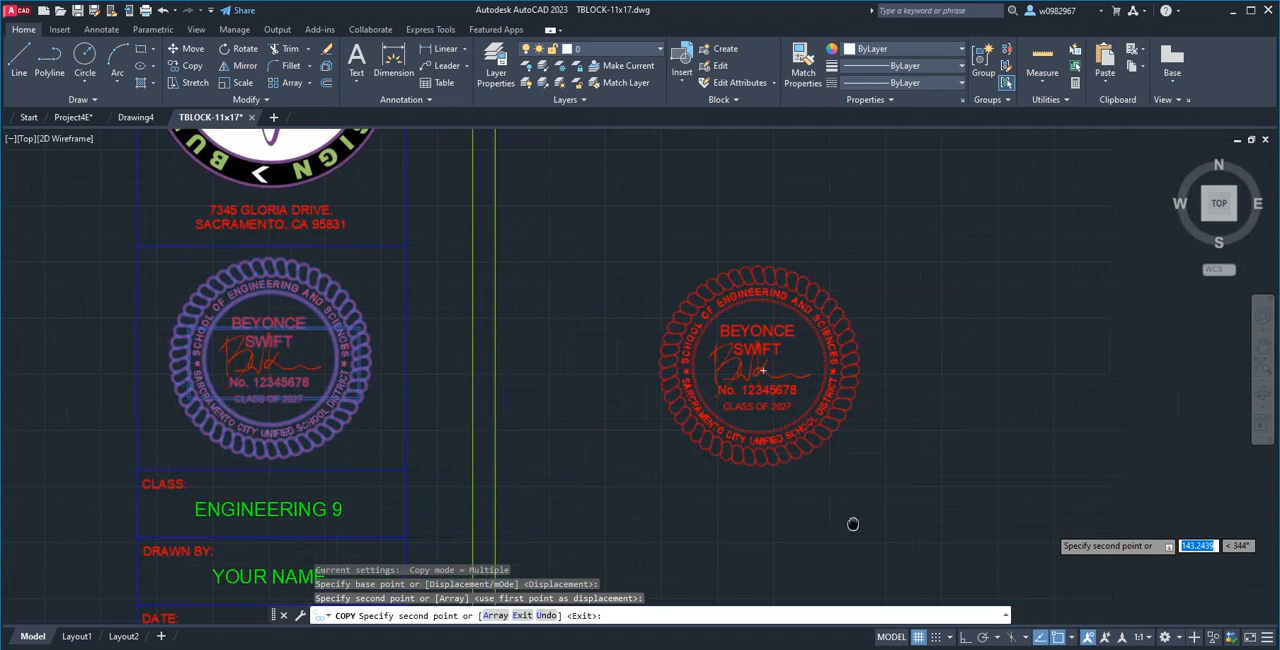 CAD
Share
Autodesk AutoCAD 2023 TBLOCK-11x17.dwg
Type a keyword or phrase
w0982967
Home Insert Annotate Parametric View Manage Output Add-ins Collaborate Express Tools Featured Apps
Line Polyline Circle Arc
Move Rotate Trim
Copy Mirror Fillet
Stretch Scale Array
Text Dimension
Linear
Leader
Table
Layer Properties
0
Make Current
Match Layer
Insert
Create
Edit
Edit Attributes
Match Properties
ByLayer
ByLayer
ByLayer
Group
Measure
Paste
Base
Draw Modify Annotation Layers Block Properties Groups Utilities Clipboard View
Start Project4E* Drawing4 TBLOCK-11x17*
[−][Top][2D Wireframe]
N
W TOP E
S
WCS
7345 GLORIA DRIVE.
SACRAMENTO, CA 95831
SCHOOL OF ENGINEERING AND SCIENCES
BEYONCE
SWIFT
No. 12345678
CLASS OF 2027
SARCRAMENTO CITY UNIFIED SCHOOL DISTRICT
SCHOOL OF ENGINEERING AND SCIENCES
BEYONCE
SWIFT
No. 12345678
CLASS OF 2027
SARCRAMENTO CITY UNIFIED SCHOOL DISTRICT
CLASS:
ENGINEERING 9
DRAWN BY:
YOUR NAME
DATE:
Specify second point or 143.2439 < 344°
Current settings: Copy mode = Multiple
Specify base point or [Displacement/mOde] <Displacement>:
Specify second point or [Array] <use first point as displacement>:
COPY Specify second point or [Array Exit Undo] <Exit>:
Model Layout1 Layout2
MODEL 1:1